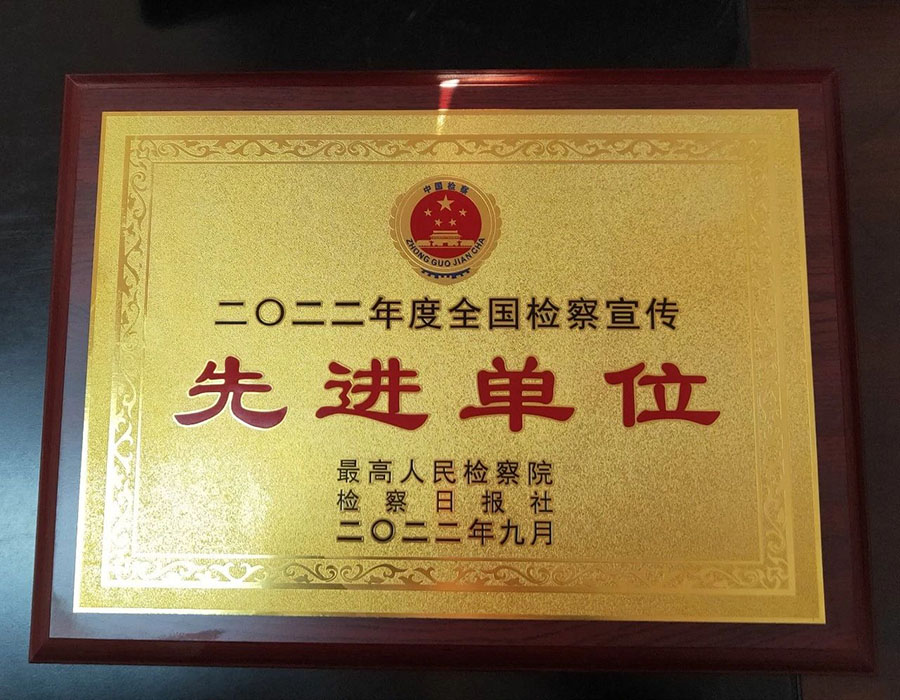 中国检察
ZHONG GUO JIAN CHA
二〇二二年度全国检察宣传
先进单位
最高人民检察院
检察日报社
二〇二二年九月